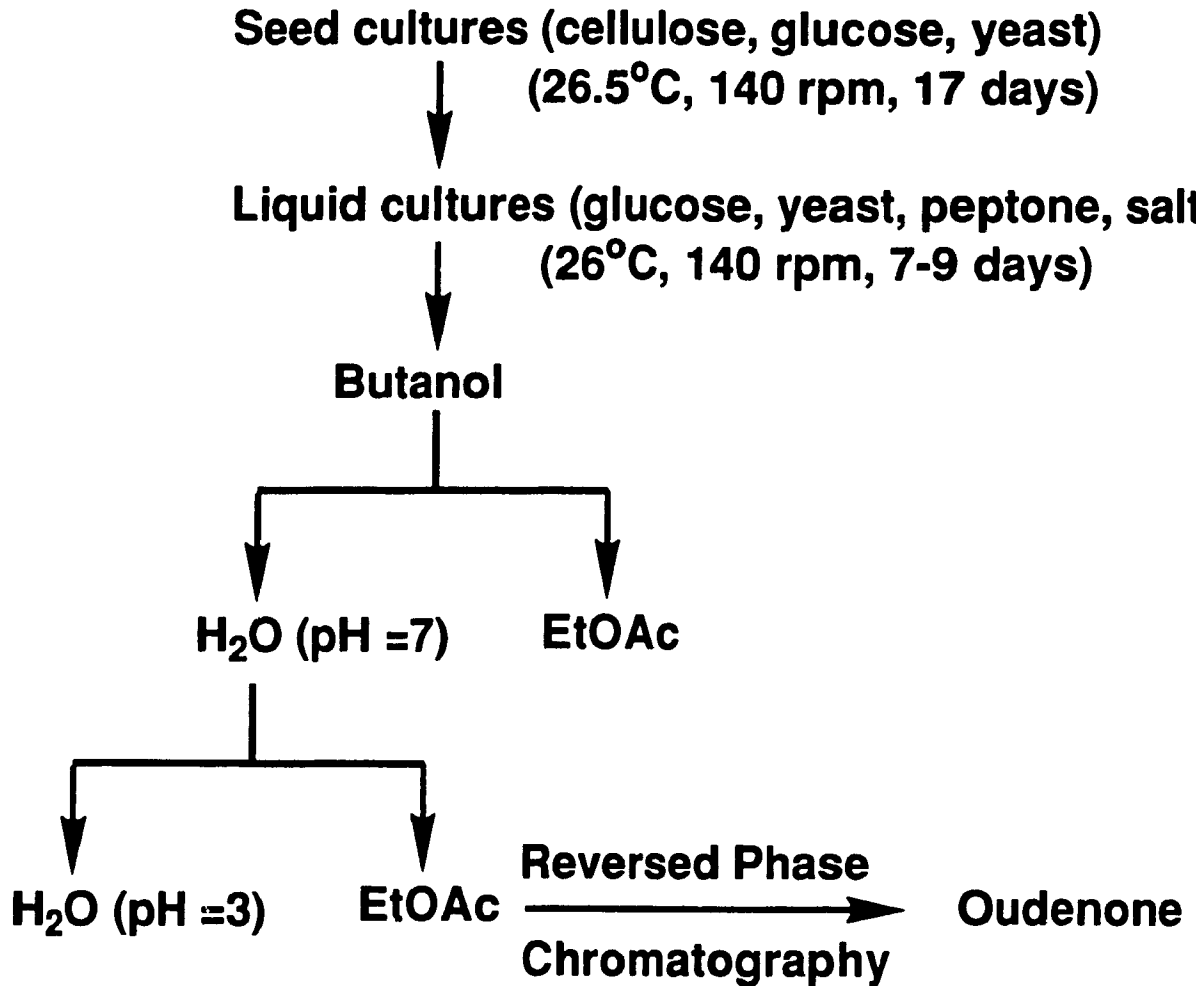 Seed cultures (cellulose, glucose, yeast)
(26.5°C, 140 rpm, 17 days)
Liquid cultures (glucose, yeast, peptone, salt
(26°C, 140 rpm, 7-9 days)
Butanol
H₂O (pH =7)
EtOAc
H₂O (pH =3)
EtOAc
Reversed Phase
Chromatography
Oudenone